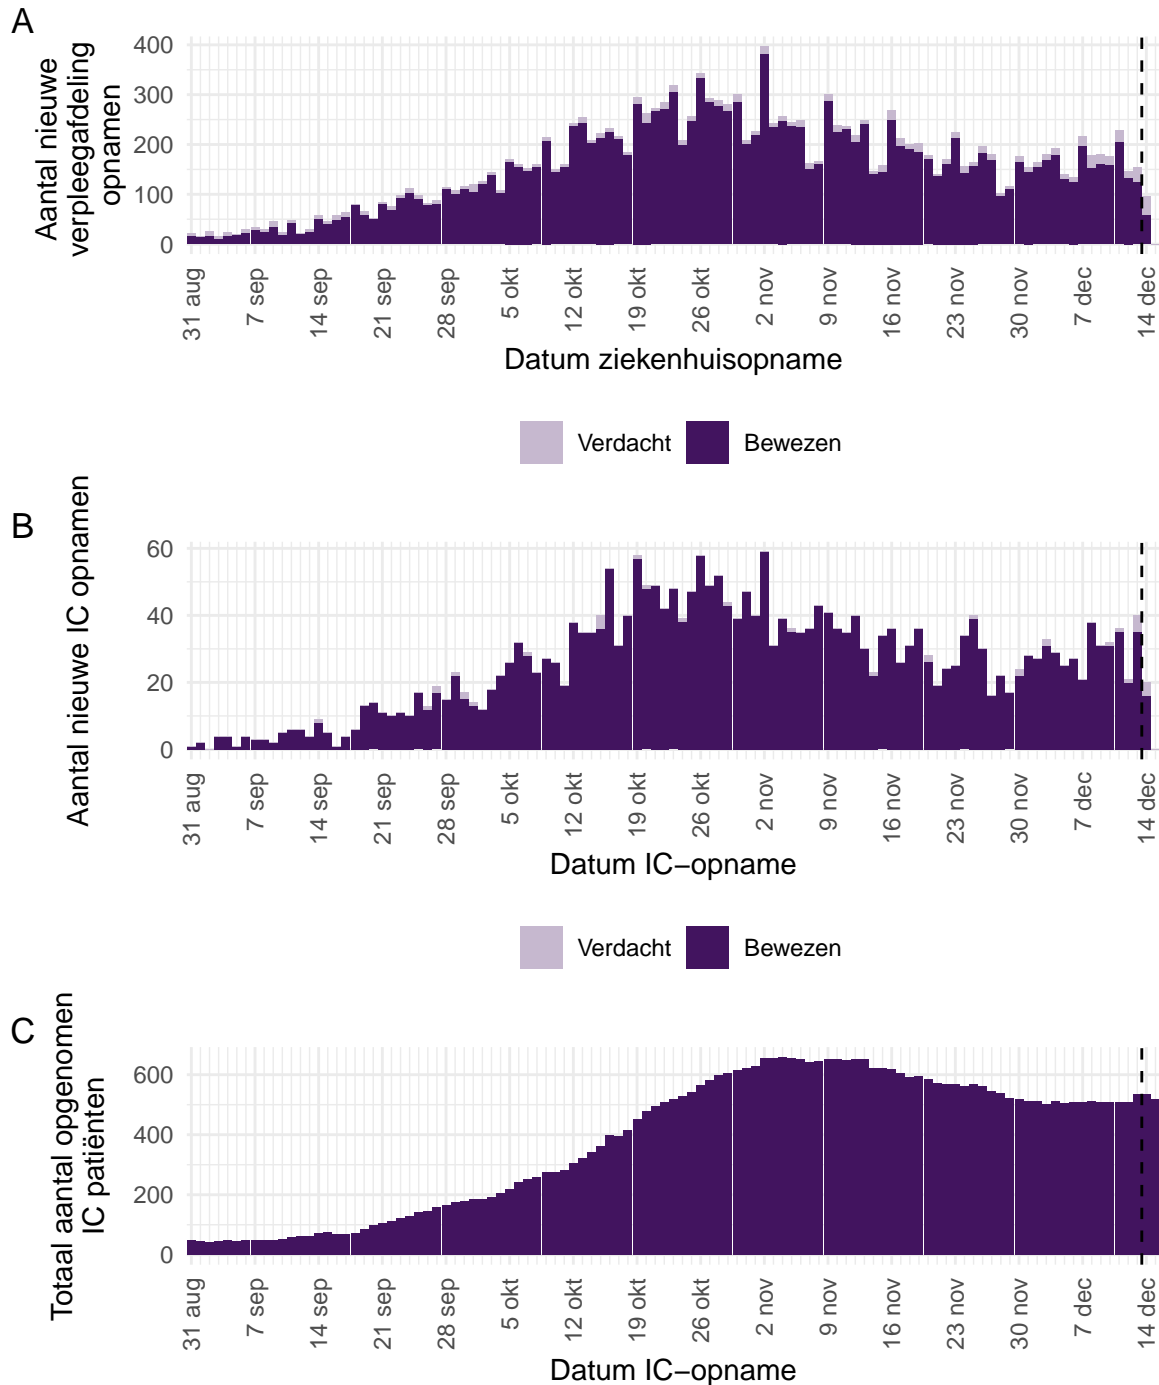 A
Aantal nieuwe
verpleegafdeling
opnamen
400
300
200
100
0
31 aug
7 sep
14 sep
21 sep
28 sep
5 okt
12 okt
19 okt
26 okt
2 nov
9 nov
16 nov
23 nov
30 nov
7 dec
14 dec
Datum ziekenhuisopname
Verdacht Bewezen
B
Aantal nieuwe IC opnamen
60
40
20
0
31 aug
7 sep
14 sep
21 sep
28 sep
5 okt
12 okt
19 okt
26 okt
2 nov
9 nov
16 nov
23 nov
30 nov
7 dec
14 dec
Datum IC−opname
Verdacht Bewezen
C
Totaal aantal opgenomen
IC patiënten
600
400
200
0
31 aug
7 sep
14 sep
21 sep
28 sep
5 okt
12 okt
19 okt
26 okt
2 nov
9 nov
16 nov
23 nov
30 nov
7 dec
14 dec
Datum IC−opname